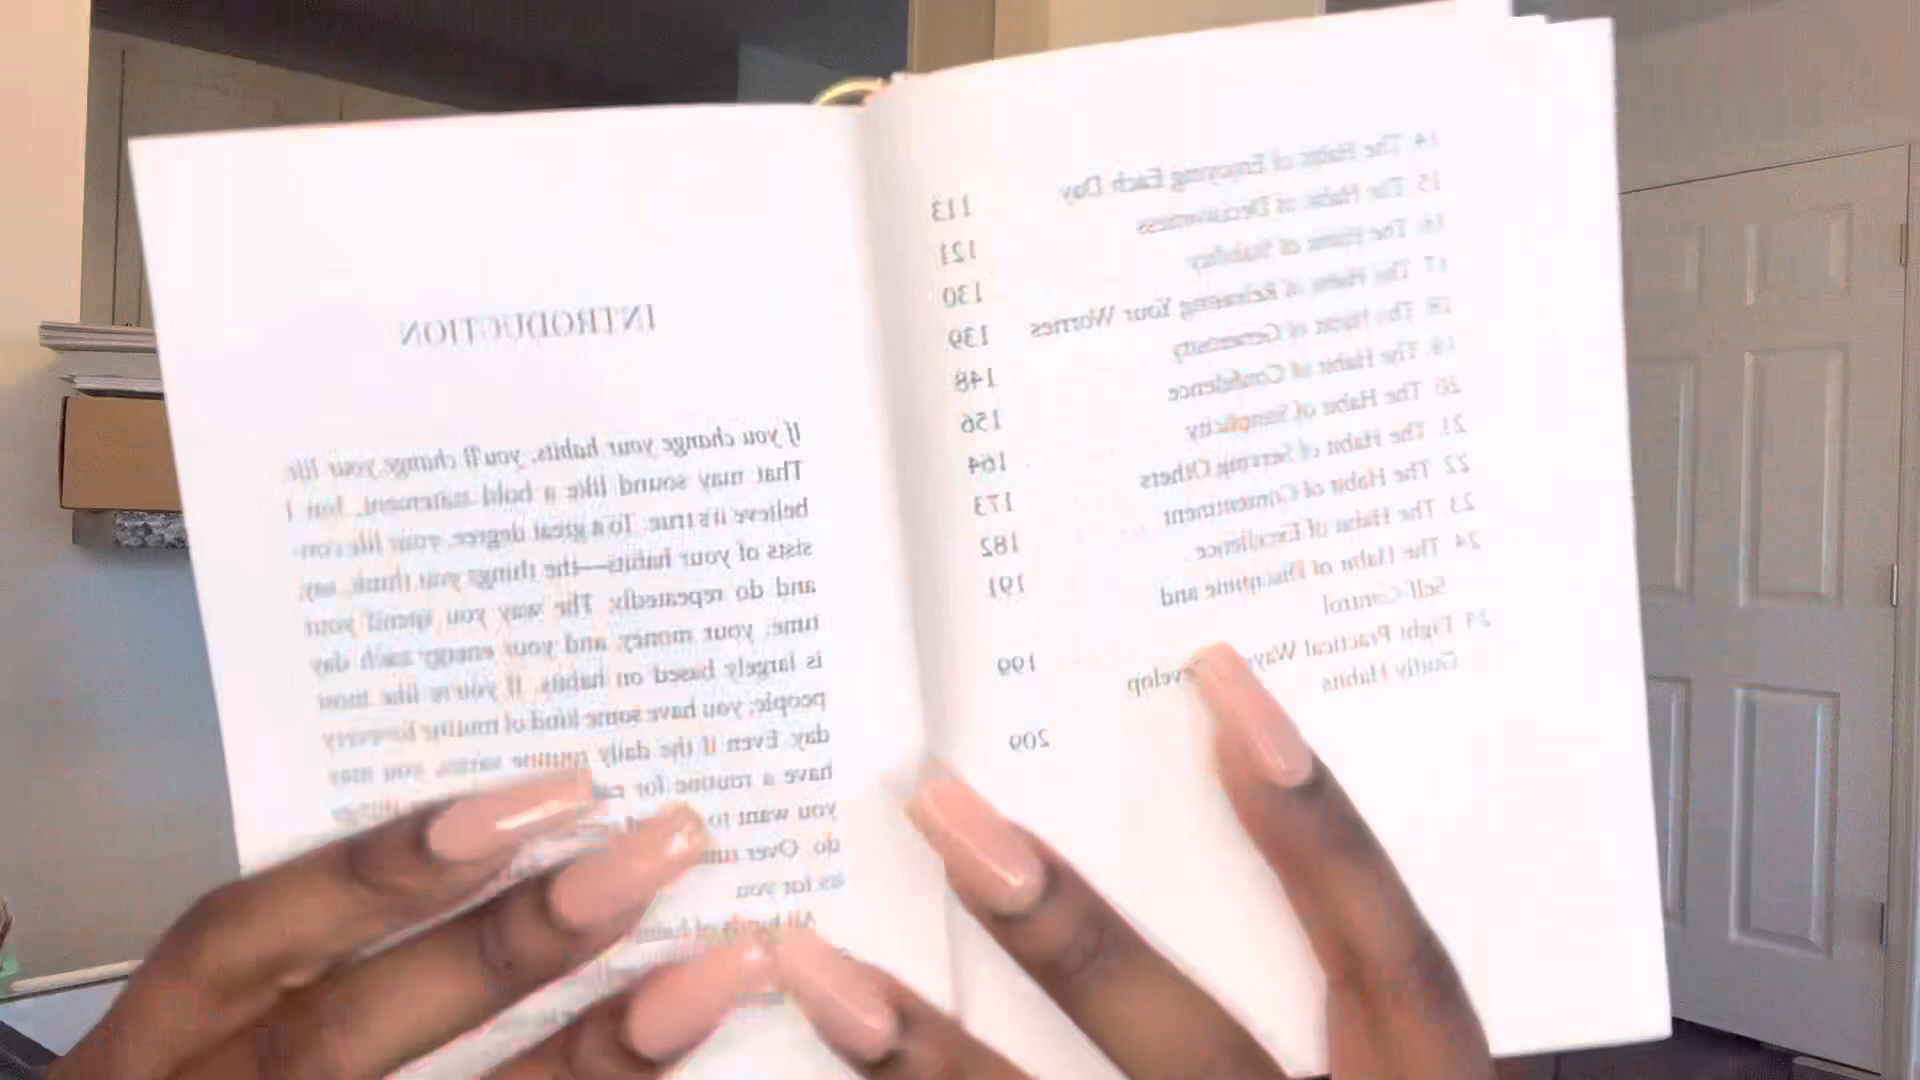 14. The Habit of Enjoying Each Day 113
15. The Habit of Decisiveness 121
16. The Habit of Stability 130
17. The Habit of Releasing Your Worries 139
18. The Habit of Generosity 148
19. The Habit of Confidence 156
20. The Habit of Simplicity 164
21. The Habit of Serving Others 173
22. The Habit of Contentment 182
23. The Habit of Excellence 191
24. The Habit of Discipline and
Self-Control 199
25. Eight Practical Ways Develop
Godly Habits 209
INTRODUCTION
If you change your habits, you'll change your life.
That may sound like a bold statement, but I
believe it's true. To a great degree, your life con-
sists of your habits—the things you think, say,
and do repeatedly. The way you spend your
time, your money, and your energy each day
is largely based on habits. If you're like most
people, you have some kind of routine for every
day. Even if the daily routine varies, you may
have a routine for things
you want to
do. Over
its for you
All